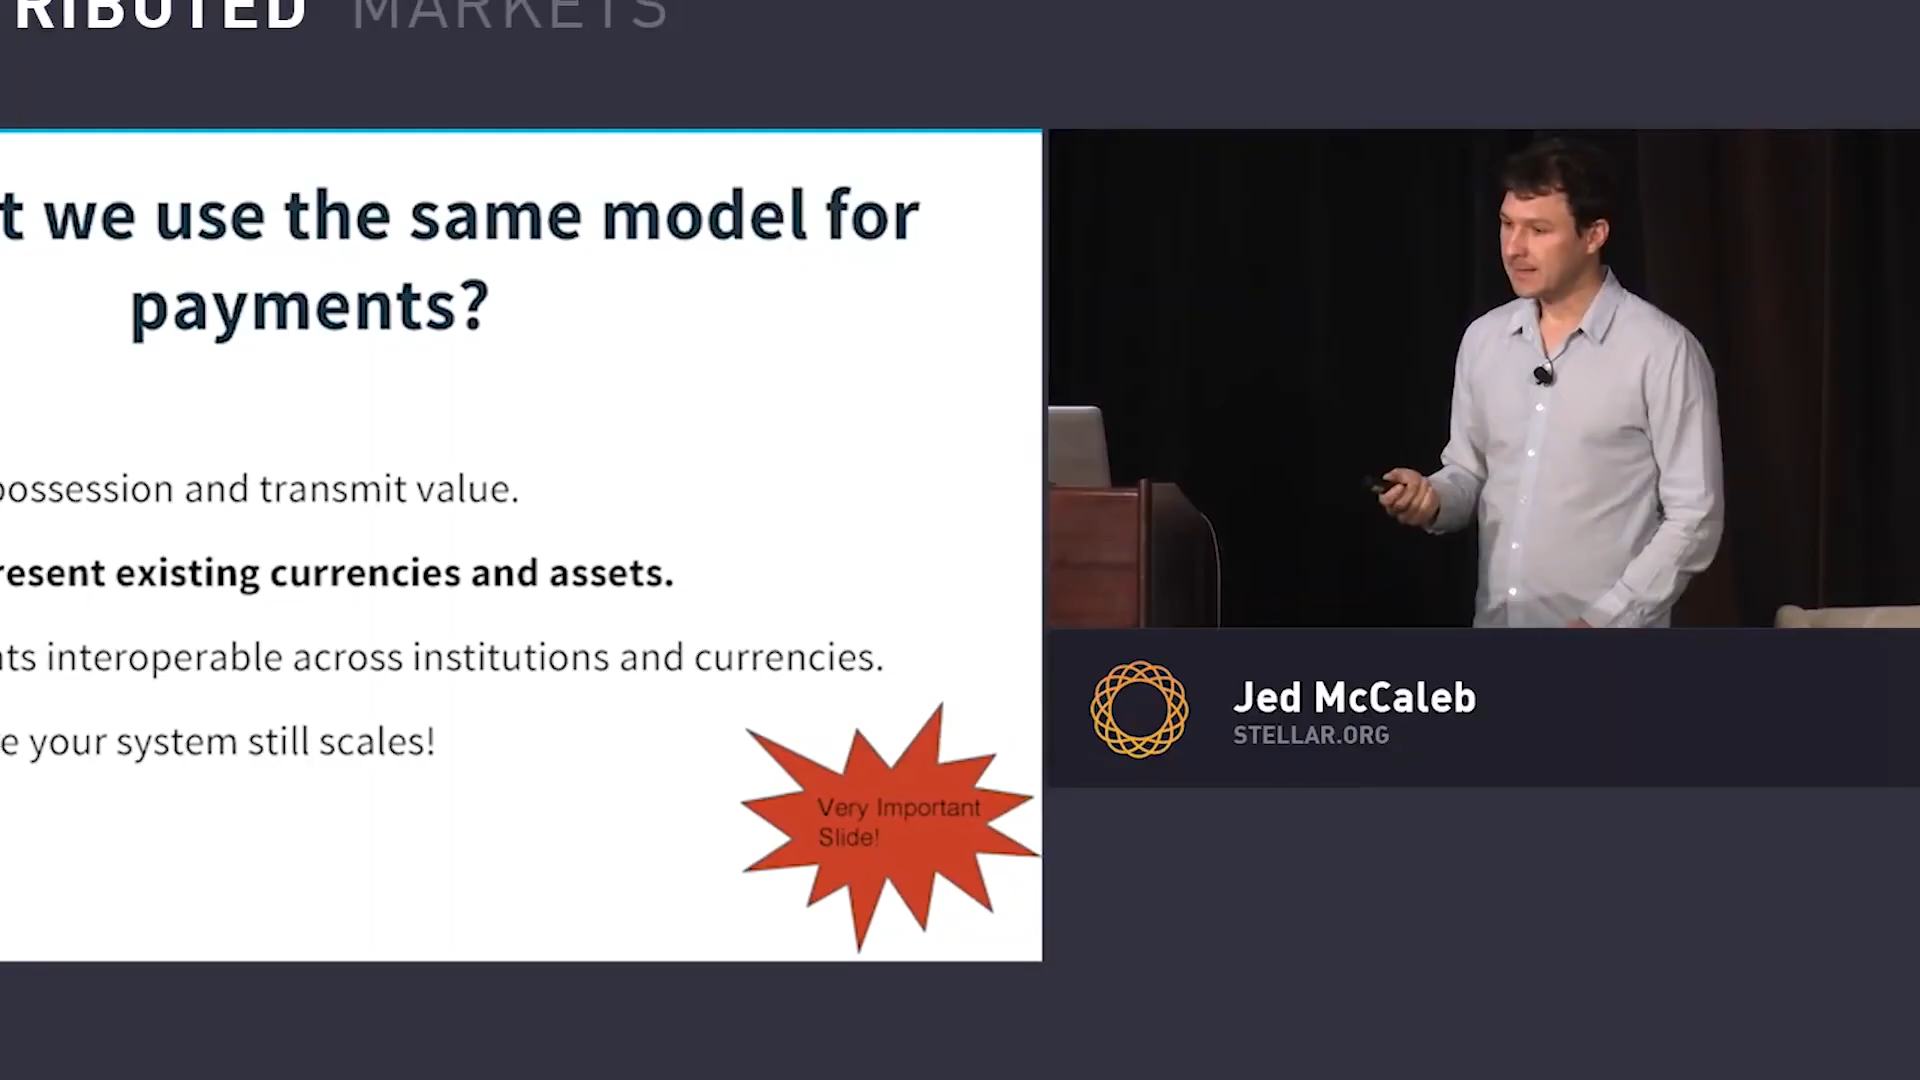 RIBUTED MARKETS
t we use the same model for
payments?
possession and transmit value.
resent existing currencies and assets.
nts interoperable across institutions and currencies.
e your system still scales!
Very Important
Slide!
Jed McCaleb
STELLAR.ORG